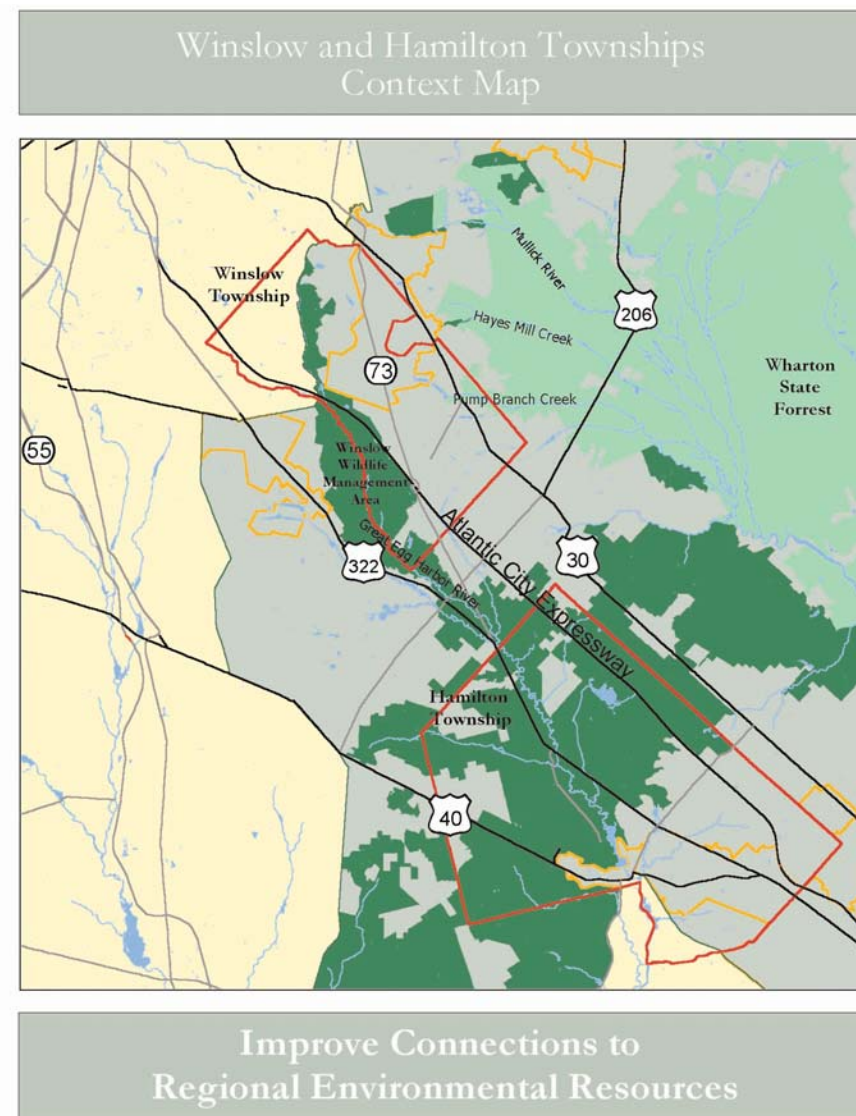 Winslow and Hamilton Townships
Context Map
Mullick River
Winslow
Township
206
Hayes Mill Creek
73
Wharton
State
Forrest
Pump Branch Creek
55
Winslow
Wildlife
Management
Area
Atlantic City Expressway
Great Egg Harbor River
30
322
Hamilton
Township
40
Improve Connections to
Regional Environmental Resources